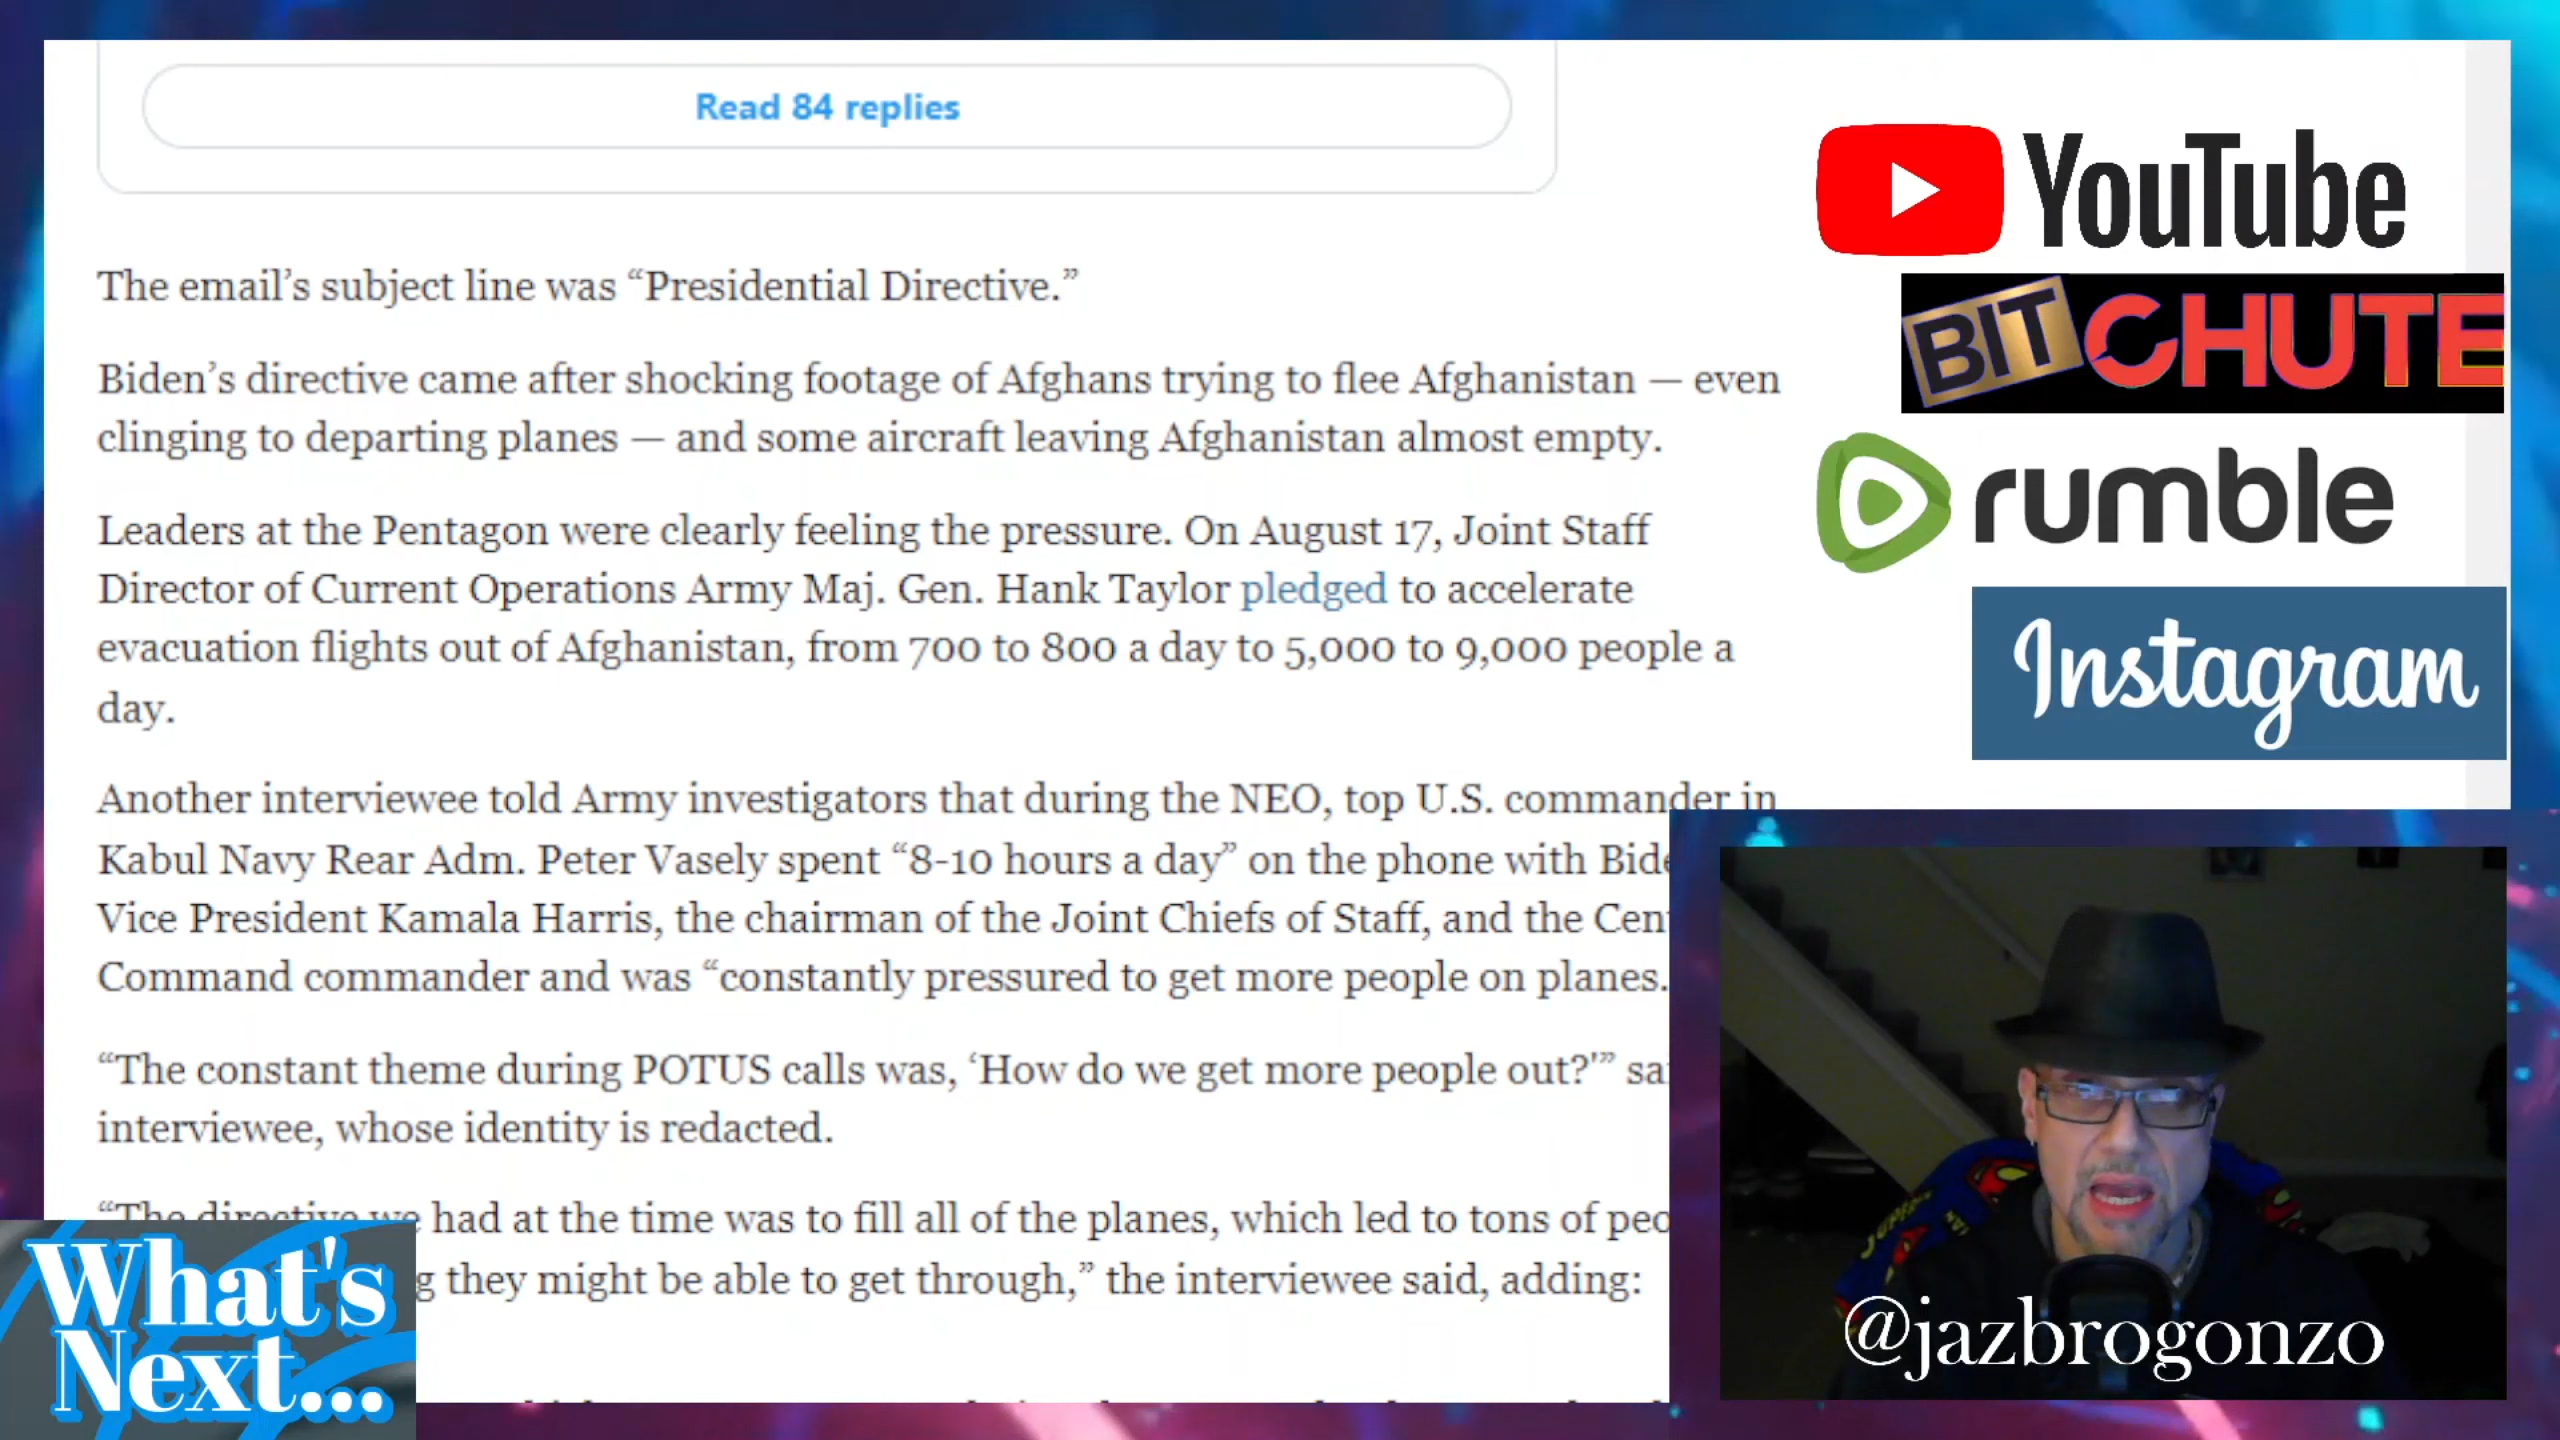 Read 84 replies
The email’s subject line was “Presidential Directive.”
Biden’s directive came after shocking footage of Afghans trying to flee Afghanistan — even
clinging to departing planes — and some aircraft leaving Afghanistan almost empty.
Leaders at the Pentagon were clearly feeling the pressure. On August 17, Joint Staff
Director of Current Operations Army Maj. Gen. Hank Taylor pledged to accelerate
evacuation flights out of Afghanistan, from 700 to 800 a day to 5,000 to 9,000 people a
day.
Another interviewee told Army investigators that during the NEO, top U.S. commander in
Kabul Navy Rear Adm. Peter Vasely spent “8-10 hours a day” on the phone with
Vice President Kamala Harris, the chairman of the Joint Chiefs of Staff, and the
Command commander and was “constantly pressured to get more people on planes.
“The constant theme during POTUS calls was, ‘How do we get more people out?'”
interviewee, whose identity is redacted.
“The directive we had at the time was to fill all of the planes, which led to tons of
they might be able to get through,” the interviewee said, adding:
YouTube
BITCHUTE
rumble
Instagram
What's
Next...
@jazbrogonzo